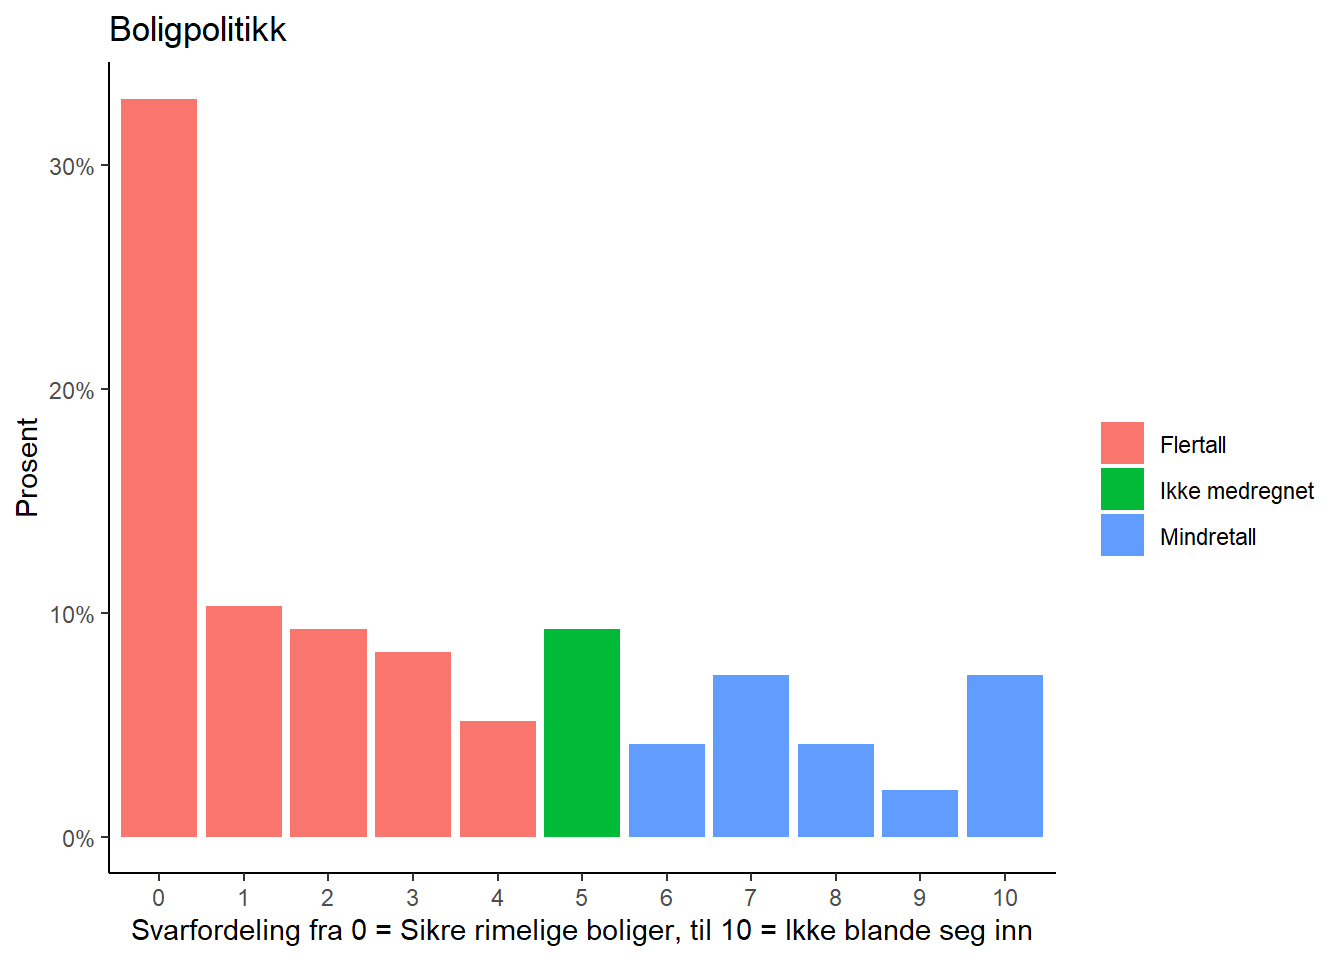 Boligpolitikk
Prosent
30%
20%
10%
0%
0 1 2 3 4 5 6 7 8 9 10
Svarfordeling fra 0 = Sikre rimelige boliger, til 10 = Ikke blande seg inn
Flertall
Ikke medregnet
Mindretall